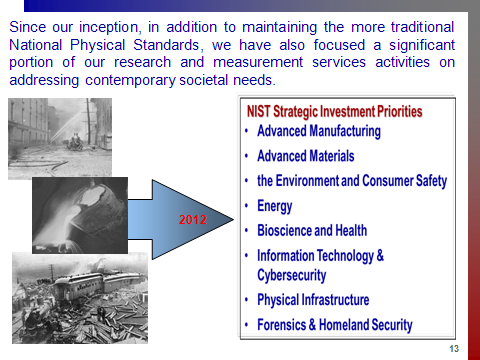 Since our inception, in addition to maintaining the more traditional
National Physical Standards, we have also focused a significant
portion of our research and measurement services activities on
addressing contemporary societal needs.
2012
NIST Strategic Investment Priorities
• Advanced Manufacturing
• Advanced Materials
• the Environment and Consumer Safety
• Energy
• Bioscience and Health
• Information Technology &
Cybersecurity
• Physical Infrastructure
• Forensics & Homeland Security
13